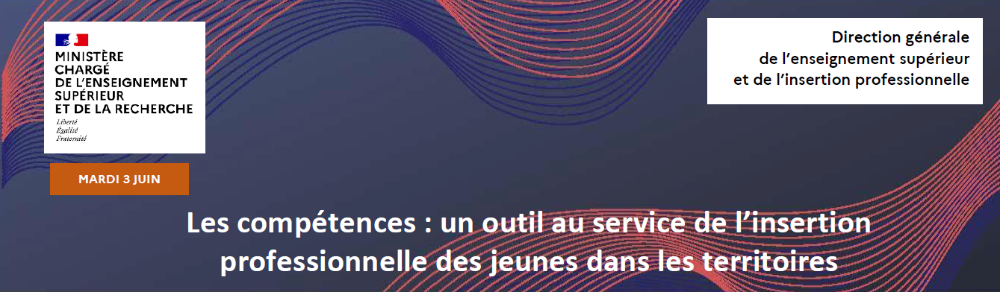 MINISTÈRE
CHARGÉ
DE L'ENSEIGNEMENT
SUPÉRIEUR
ET DE LA RECHERCHE
Liberté
Égalité
Fraternité
Direction générale
de l'enseignement supérieur
et de l'insertion professionnelle
MARDI 3 JUIN
Les compétences : un outil au service de l'insertion
professionnelle des jeunes dans les territoires